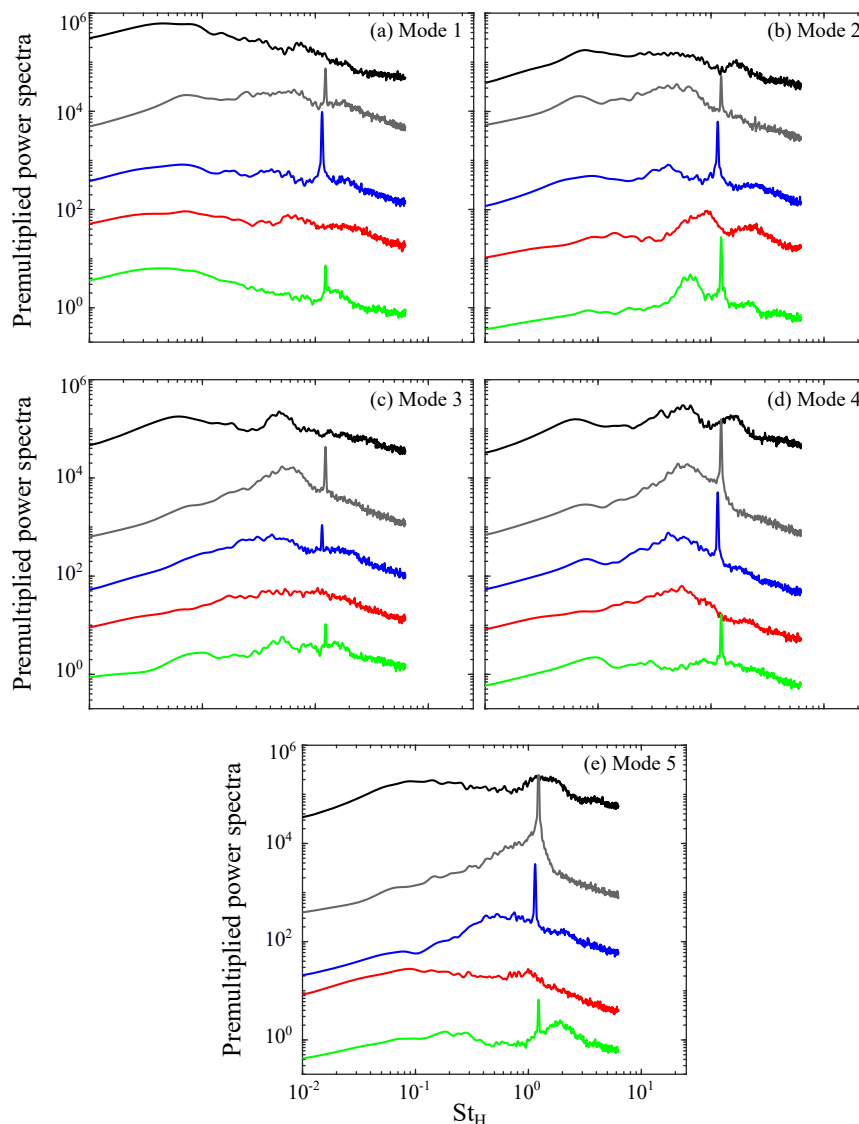 10^6
(a) Mode 1
(b) Mode 2
10^4
10^2
10^0
Premultiplied power spectra
10^6
(c) Mode 3
(d) Mode 4
10^4
10^2
10^0
Premultiplied power spectra
10^6
(e) Mode 5
10^4
10^2
10^0
Premultiplied power spectra
10^-2 10^-1 10^0 10^1
St_H